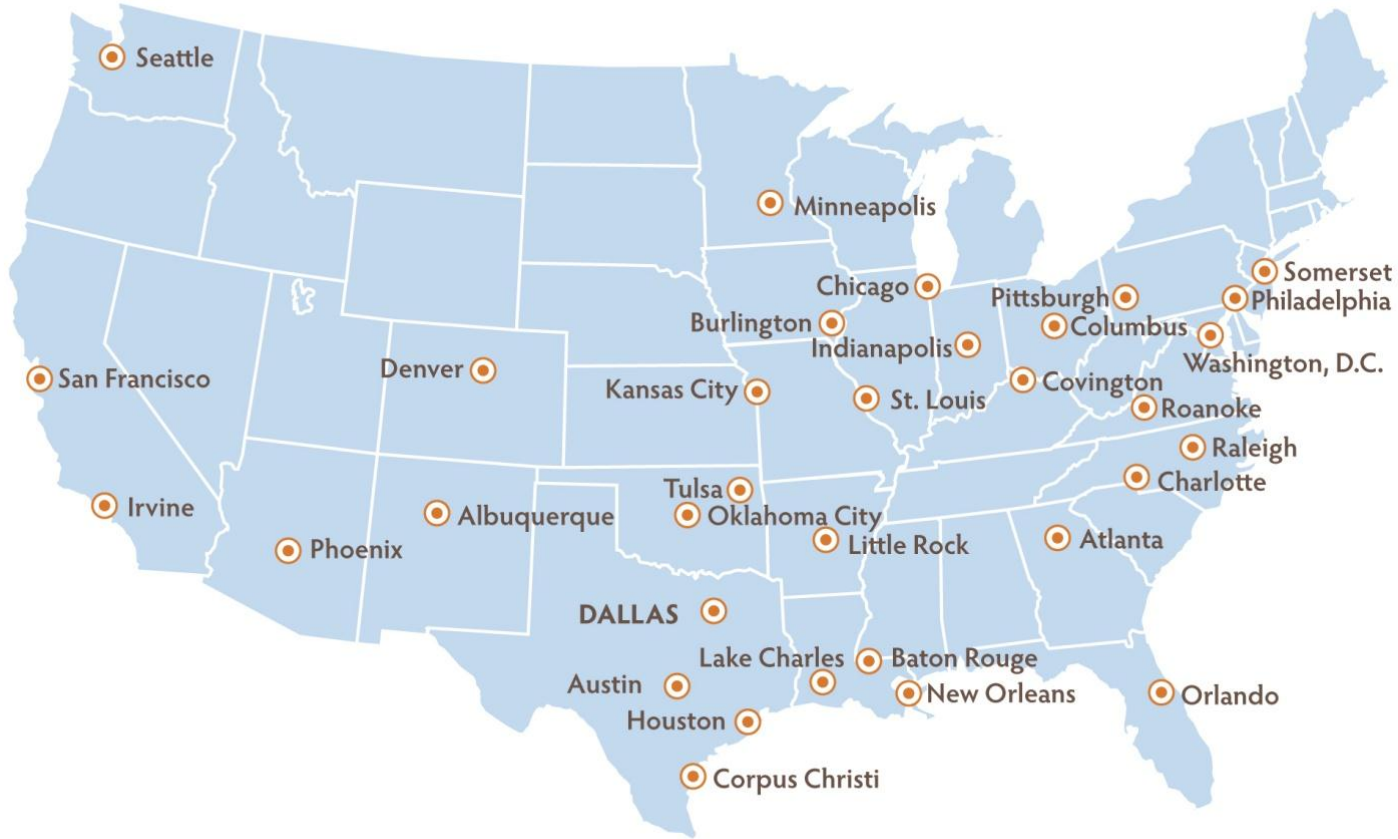 Seattle
Minneapolis
Somerset
Chicago
Pittsburgh
Philadelphia
Burlington
Columbus
Indianapolis
Washington, D.C.
Denver
San Francisco
Covington
Kansas City
St. Louis
Roanoke
Raleigh
Charlotte
Tulsa
Irvine
Albuquerque
Oklahoma City
Phoenix
Little Rock
Atlanta
DALLAS
Lake Charles
Baton Rouge
Austin
New Orleans
Orlando
Houston
Corpus Christi